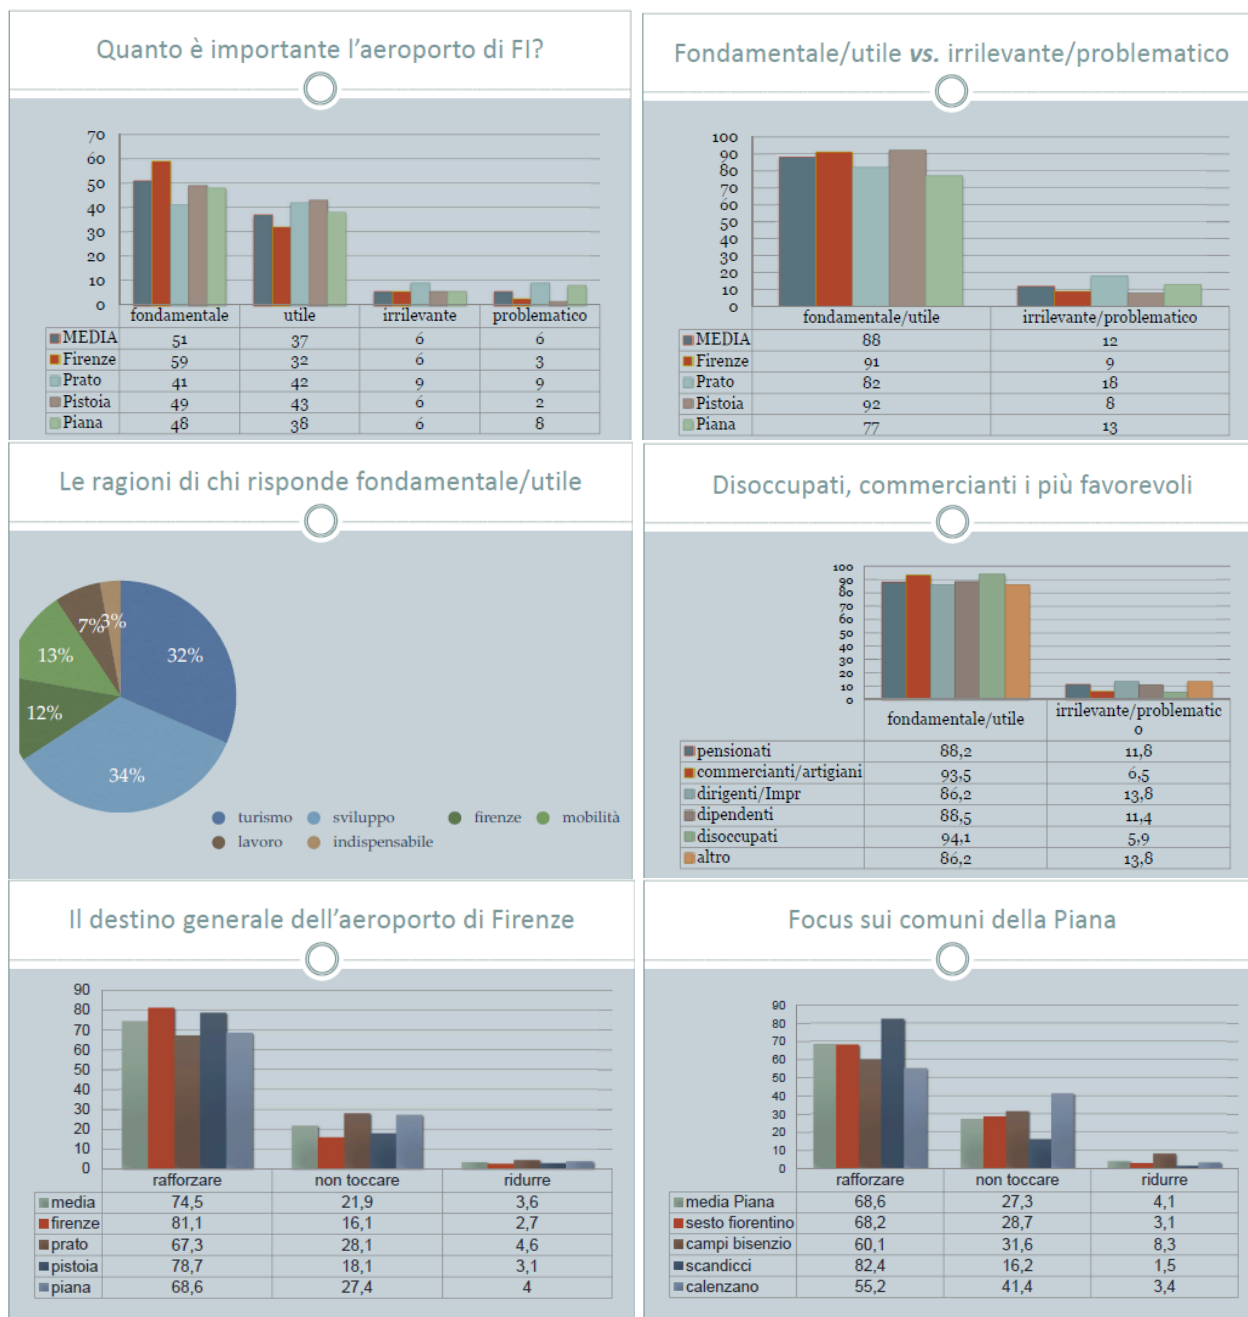 Quanto è importante l'aeroporto di FI?
70
60
50
40
30
20
10
0
fondamentale utile irrilevante problematico
MEDIA 51 37 6 6
Firenze 59 32 6 3
Prato 41 42 9 9
Pistoia 49 43 6 2
Piana 48 38 6 8
Fondamentale/utile vs. irrilevante/problematico
100
90
80
70
60
50
40
30
20
10
0
fondamentale/utile irrilevante/problematico
MEDIA 88 12
Firenze 91 9
Prato 82 18
Pistoia 92 8
Piana 77 13
Le ragioni di chi risponde fondamentale/utile
7% 3%
13% 32%
12%
34%
turismo sviluppo firenze mobilità
lavoro indispensabile
Disoccupati, commercianti i più favorevoli
100
90
80
70
60
50
40
30
20
10
0
fondamentale/utile irrilevante/problematic
o
pensionati 88,2 11,8
commercianti/artigiani 93,5 6,5
dirigenti/Impr 86,2 13,8
dipendenti 88,5 11,4
disoccupati 94,1 5,9
altro 86,2 13,8
Il destino generale dell'aeroporto di Firenze
90
80
70
60
50
40
30
20
10
0
rafforzare non toccare ridurre
media 74,5 21,9 3,6
firenze 81,1 16,1 2,7
prato 67,3 28,1 4,6
pistoia 78,7 18,1 3,1
piana 68,6 27,4 4
Focus sui comuni della Piana
90
80
70
60
50
40
30
20
10
0
rafforzare non toccare ridurre
media Piana 68,6 27,3 4,1
sesto fiorentino 68,2 28,7 3,1
campi bisenzio 60,1 31,6 8,3
scandicci 82,4 16,2 1,5
calenzano 55,2 41,4 3,4